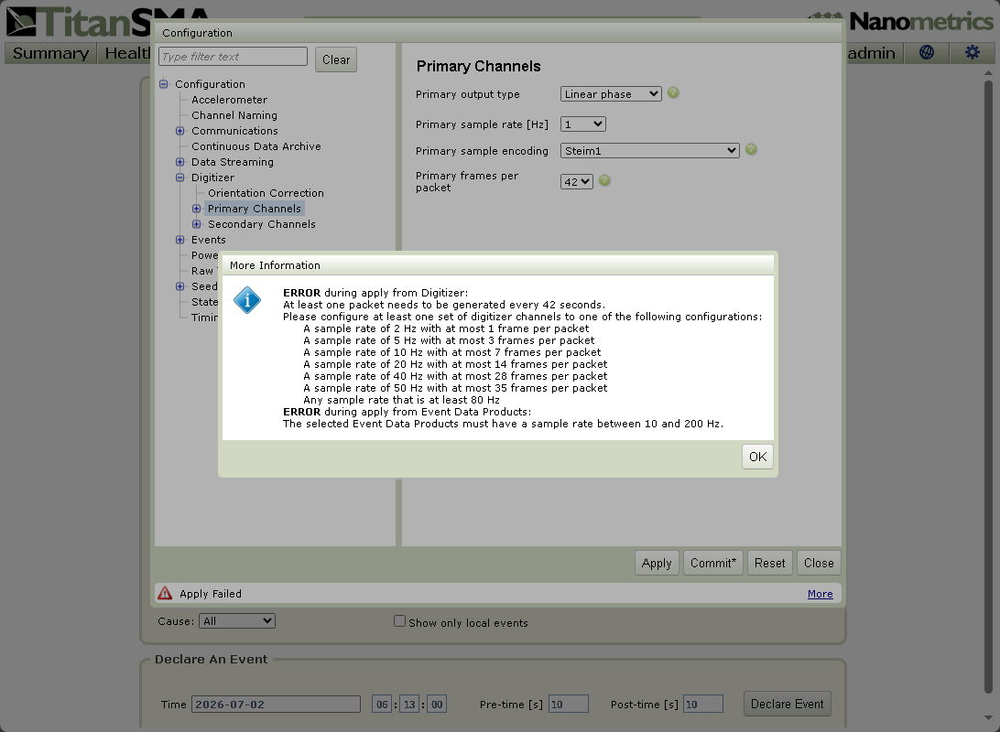 TitanSMA
Nanometrics
Summary
Health
admin
Configuration
Type filter text
Clear
Configuration
Accelerometer
Channel Naming
Communications
Continuous Data Archive
Data Streaming
Digitizer
Orientation Correction
Primary Channels
Secondary Channels
Events
Powe
Raw
Seed
State
Timin
Primary Channels
Primary output type
Linear phase
Primary sample rate [Hz]
1
Primary sample encoding
Steim1
Primary frames per
packet
42
More Information
ERROR during apply from Digitizer:
At least one packet needs to be generated every 42 seconds.
Please configure at least one set of digitizer channels to one of the following configurations:
A sample rate of 2 Hz with at most 1 frame per packet
A sample rate of 5 Hz with at most 3 frames per packet
A sample rate of 10 Hz with at most 7 frames per packet
A sample rate of 20 Hz with at most 14 frames per packet
A sample rate of 40 Hz with at most 28 frames per packet
A sample rate of 50 Hz with at most 35 frames per packet
Any sample rate that is at least 80 Hz
ERROR during apply from Event Data Products:
The selected Event Data Products must have a sample rate between 10 and 200 Hz.
OK
Apply
Commit*
Reset
Close
Apply Failed
More
Cause: All
Show only local events
Declare An Event
Time 2026-07-02 06 : 13 : 00 Pre-time [s] 10 Post-time [s] 10 Declare Event